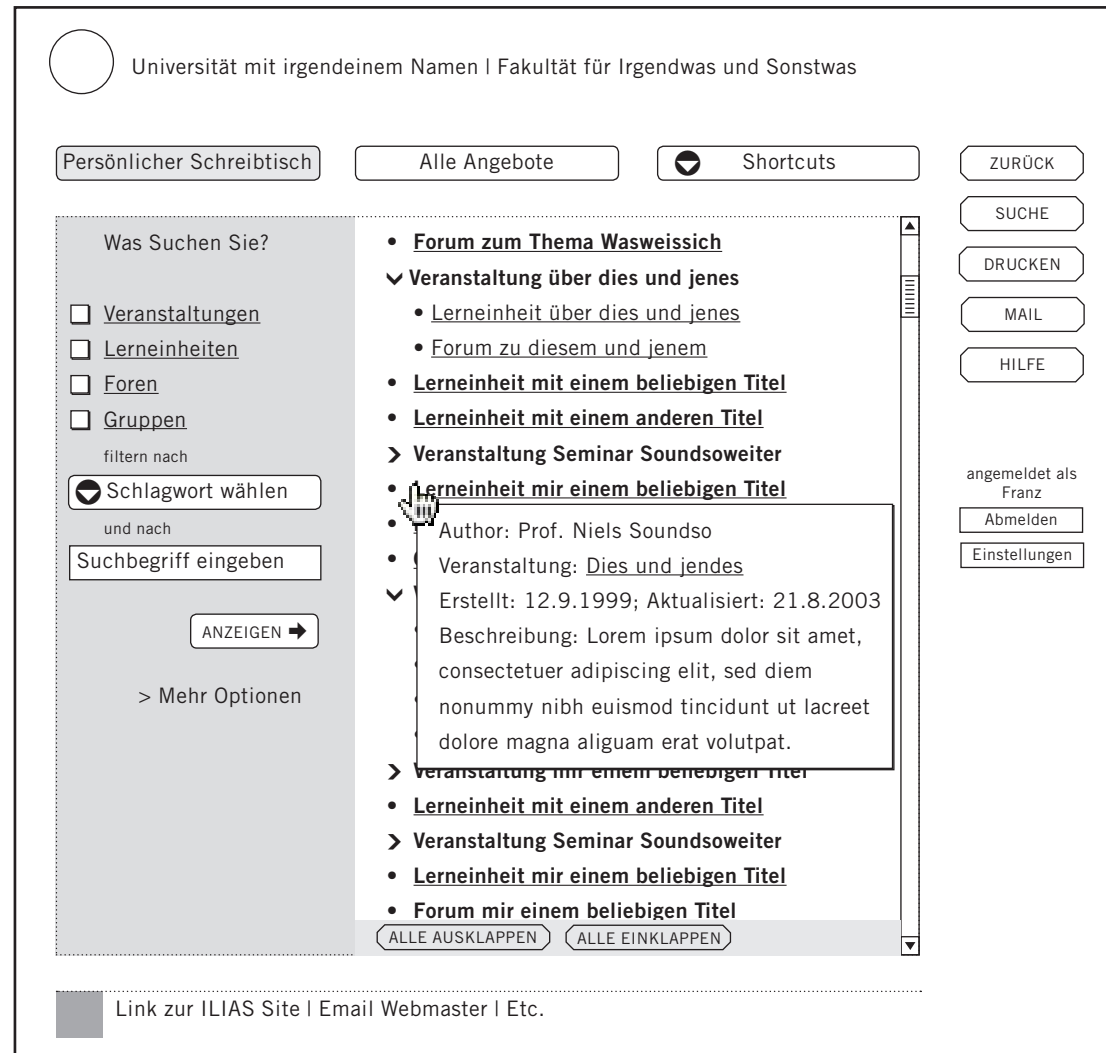 Universität mit irgendeinem Namen | Fakultät für Irgendwas und Sonstwas
Persönlicher Schreibtisch
Alle Angebote
Shortcuts
ZURÜCK
SUCHE
DRUCKEN
MAIL
HILFE
Was Suchen Sie?
Veranstaltungen
Lerneinheiten
Foren
Gruppen
filtern nach
Schlagwort wählen
und nach
Suchbegriff eingeben
ANZEIGEN
> Mehr Optionen
• Forum zum Thema Wasweissich
Veranstaltung über dies und jenes
• Lerneinheit über dies und jenes
• Forum zu diesem und jenem
• Lerneinheit mit einem beliebigen Titel
• Lerneinheit mit einem anderen Titel
Veranstaltung Seminar Soundsoweiter
• Lerneinheit mir einem beliebigen Titel
Author: Prof. Niels Soundso
Veranstaltung: Dies und jendes
Erstellt: 12.9.1999; Aktualisiert: 21.8.2003
Beschreibung: Lorem ipsum dolor sit amet,
consectetuer adipiscing elit, sed diem
nonummy nibh euismod tincidunt ut lacreet
dolore magna aliguam erat volutpat.
Veranstaltung mir einem beliebigen Titel
• Lerneinheit mit einem anderen Titel
Veranstaltung Seminar Soundsoweiter
• Lerneinheit mir einem beliebigen Titel
• Forum mir einem beliebigen Titel
ALLE AUSKLAPPEN
ALLE EINKLAPPEN
angemeldet als
Franz
Abmelden
Einstellungen
Link zur ILIAS Site | Email Webmaster | Etc.